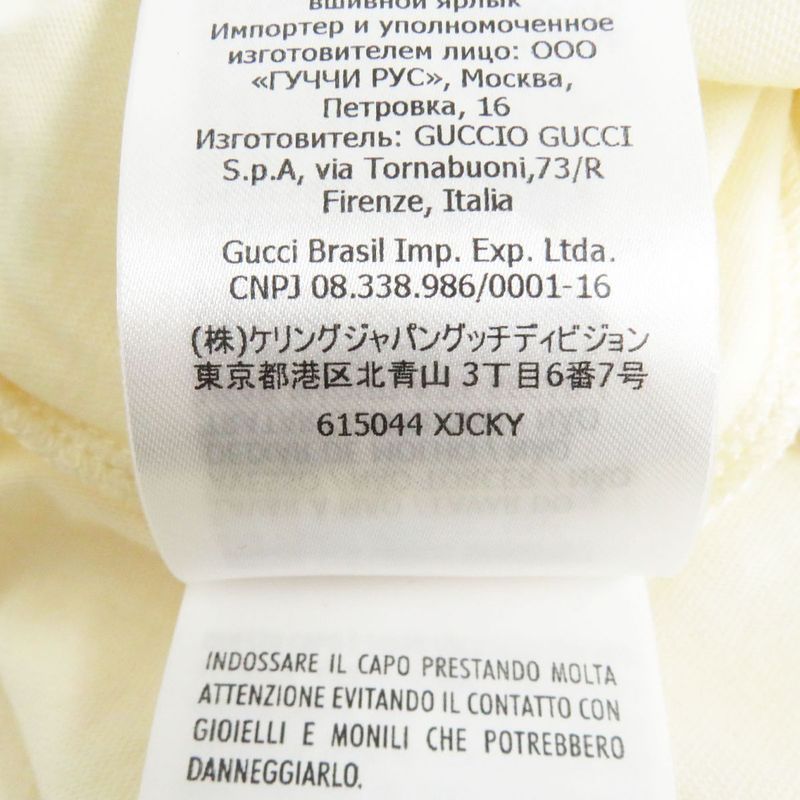 вшивной ярлык
Импортер и уполномоченное
изготовителем лицо: ООО
«ГУЧЧИ РУС», Москва,
Петровка, 16
Изготовитель: GUCCIO GUCCI
S.p.A, via Tornabuoni,73/R
Firenze, Italia
Gucci Brasil Imp. Exp. Ltda.
CNPJ 08.338.986/0001-16
(株)ケリングジャパングッチディビジョン
東京都港区北青山 3丁目6番7号
615044 XJCKY
INDOSSARE IL CAPO PRESTANDO MOLTA
ATTENZIONE EVITANDO IL CONTATTO CON
GIOIELLI E MONILI CHE POTREBBERO
DANNEGGIARLO.